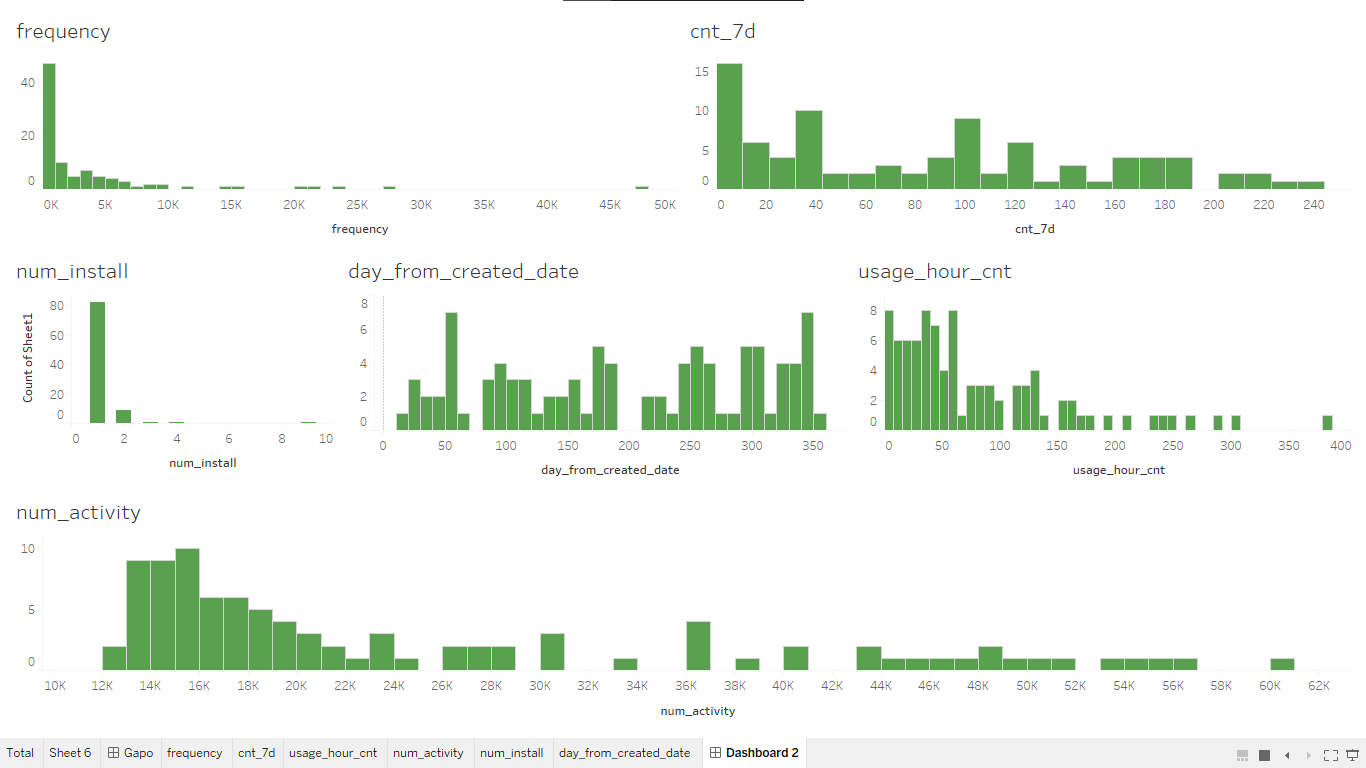 frequency
40
20
0
0K 5K 10K 15K 20K 25K 30K 35K 40K 45K 50K
frequency
cnt_7d
15
10
5
0
0 20 40 60 80 100 120 140 160 180 200 220 240
cnt_7d
num_install
Count of Sheet1
80
60
40
20
0
0 2 4 6 8 10
num_install
day_from_created_date
8
6
4
2
0
0 50 100 150 200 250 300 350
day_from_created_date
usage_hour_cnt
8
6
4
2
0
0 50 100 150 200 250 300 350 400
usage_hour_cnt
num_activity
10
5
0
10K 12K 14K 16K 18K 20K 22K 24K 26K 28K 30K 32K 34K 36K 38K 40K 42K 44K 46K 48K 50K 52K 54K 56K 58K 60K 62K
num_activity
Total Sheet 6 Gapo frequency cnt_7d usage_hour_cnt num_activity num_install day_from_created_date Dashboard 2